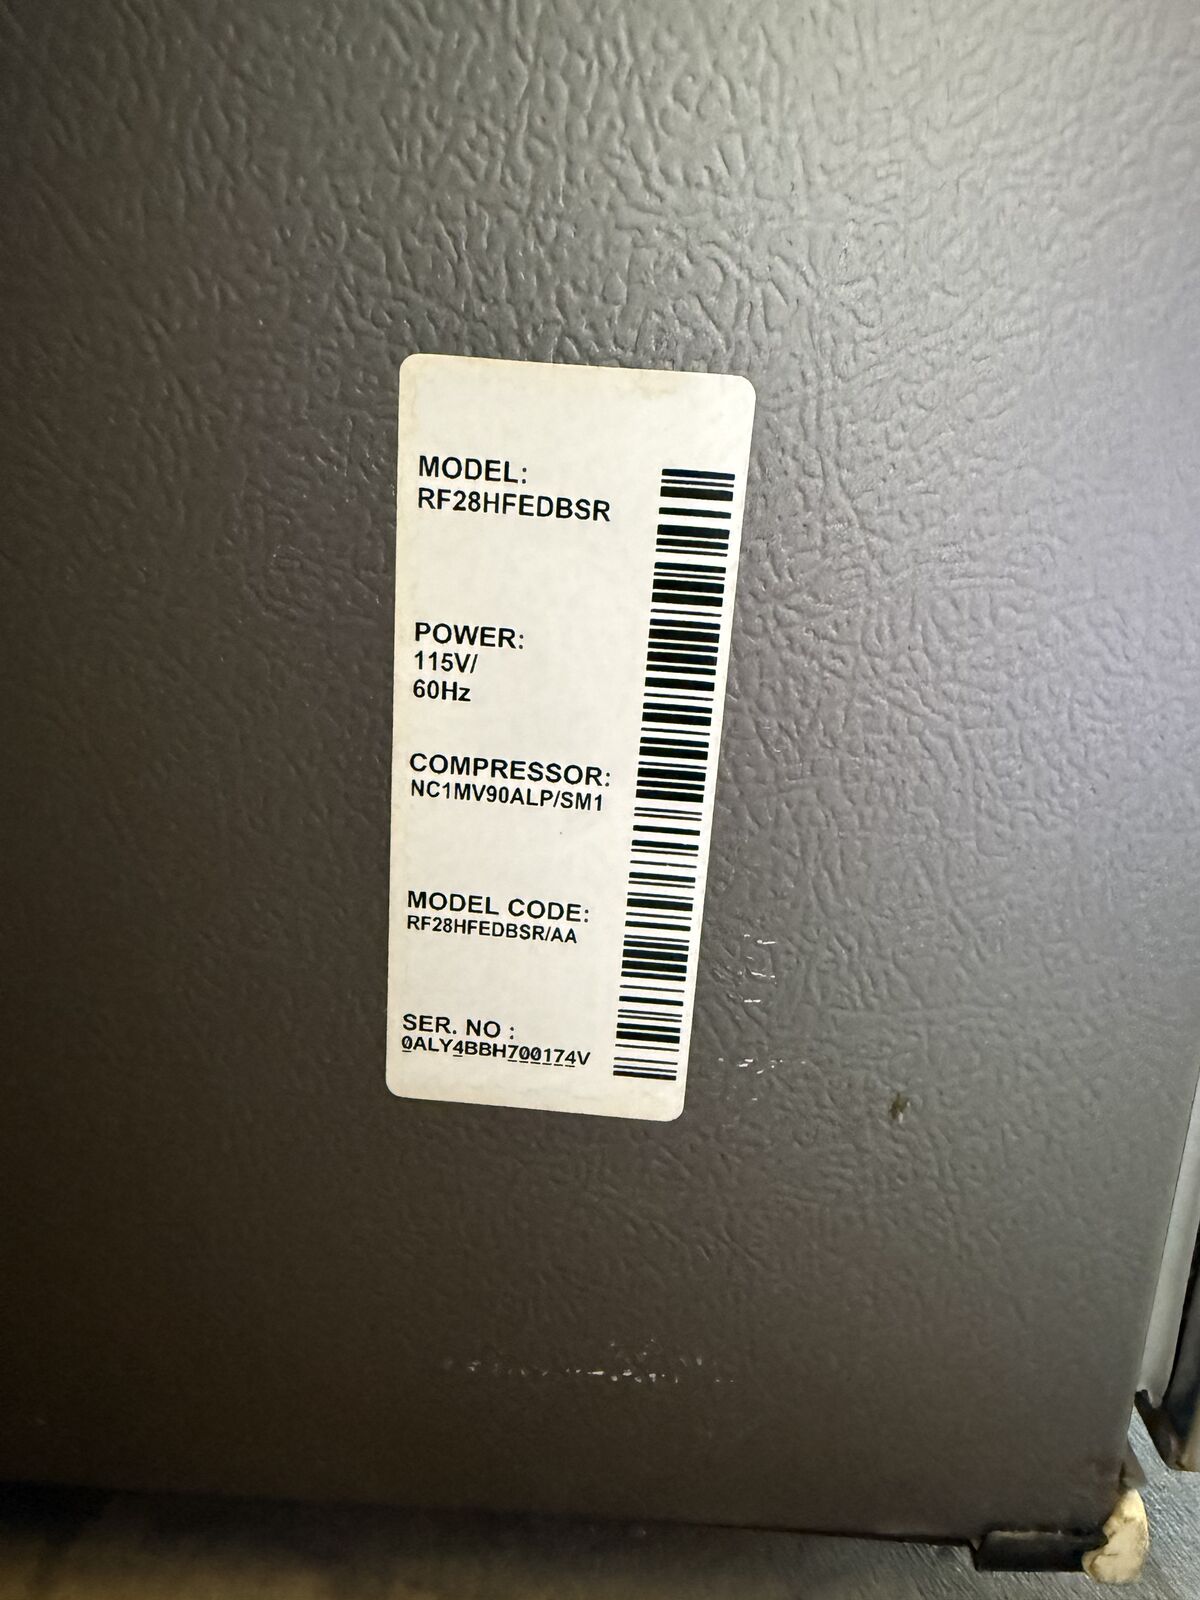 MODEL:
RF28HFEDBSR
POWER:
115V/
60Hz
COMPRESSOR:
NC1MV90ALP/SM1
MODEL CODE:
RF28HFEDBSR/AA
SER. NO :
0ALY4BBH700174V